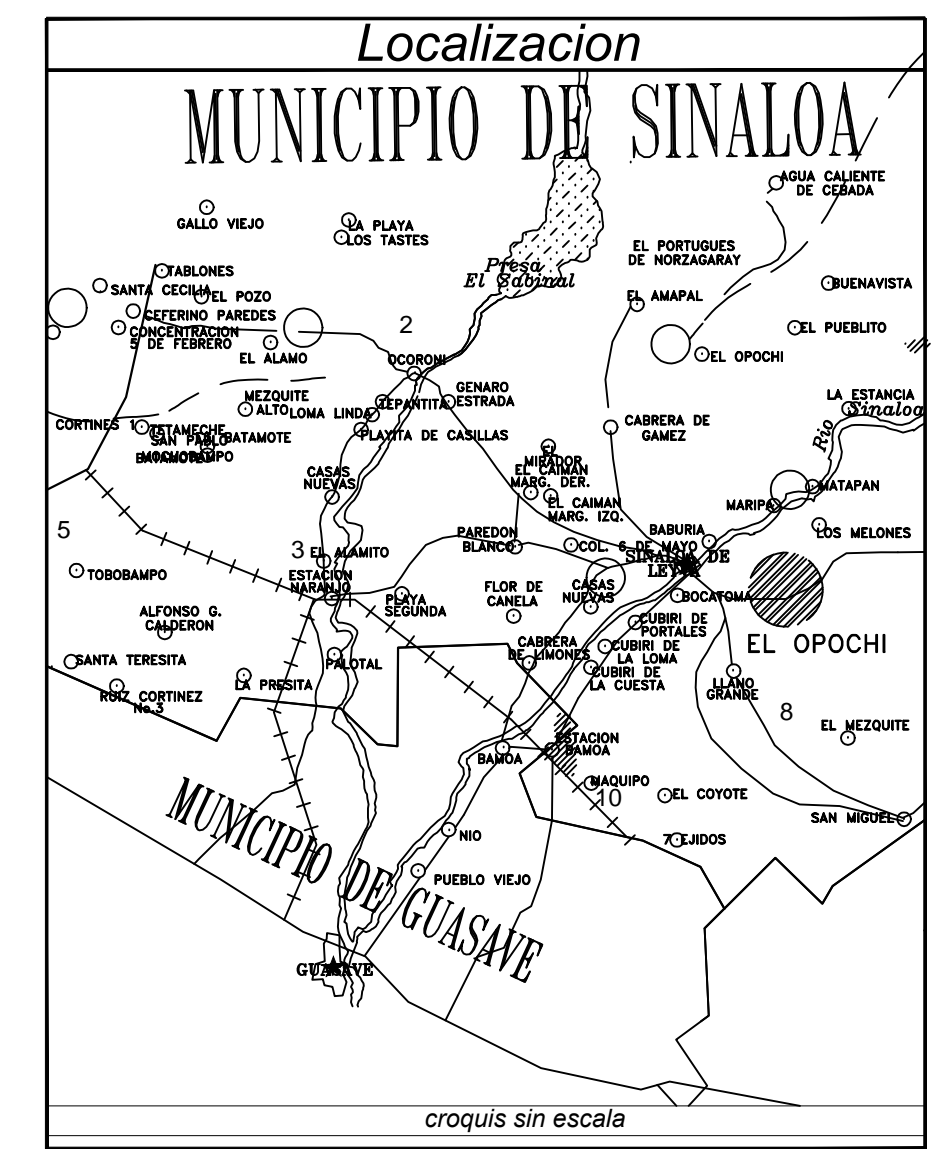 Localizacion
MUNICIPIO DE SINALOA
AGUA CALIENTE
DE CEBADA
GALLO VIEJO
LA PLAYA
LOS TASTES
EL PORTUGUES
DE NORZAGARAY
Presa
El Sabinal
TABLONES
SANTA CECILIA
EL POZO
BUENAVISTA
EL AMAPAL
CEFERINO PAREDES
2
CONCENTRACION
5 DE FEBRERO
EL PUEBLITO
EL ALAMO
OCORONI
EL OPOCHI
MEZQUITE
ALTO
GENARO
ESTRADA
LA ESTANCIA
Sinaloa
Rio
LOMA LINDA
TEPANTITA
CORTINES 1
TETAMECHE
SAN PABLO
BATAMOTE
MOCHOBAMPO
PLAYITA DE CASILLAS
CABRERA DE
GAMEZ
EL
MIRADOR
EL CAIMAN
MARG. DER.
CASAS
NUEVAS
MATAPAN
MARIPA
EL CAIMAN
MARG. IZQ.
5
3
PAREDON
BLANCO
BABURIA
LOS MELONES
EL ALAMITO
COL. 6 DE MAYO
SINALOA DE
LEYVA
TOBOBAMPO
ESTACION
NARANJO
PLAYA
SEGUNDA
FLOR DE
CANELA
CASAS
NUEVAS
BOCATOMA
ALFONSO G.
CALDERON
CUBIRI DE
PORTALES
EL OPOCHI
SANTA TERESITA
PALOTAL
CABRERA
DE LIMONES
CUBIRI DE
LA LOMA
CUBIRI DE
LA CUESTA
LLANO
GRANDE
RUIZ CORTINEZ
No.3
LA PRESITA
8
EL MEZQUITE
BAMOA
ESTACION
BAMOA
MAQUIPO
10
EL COYOTE
SAN MIGUEL
NIO
7 EJIDOS
PUEBLO VIEJO
MUNICIPIO DE GUASAVE
GUASAVE
croquis sin escala